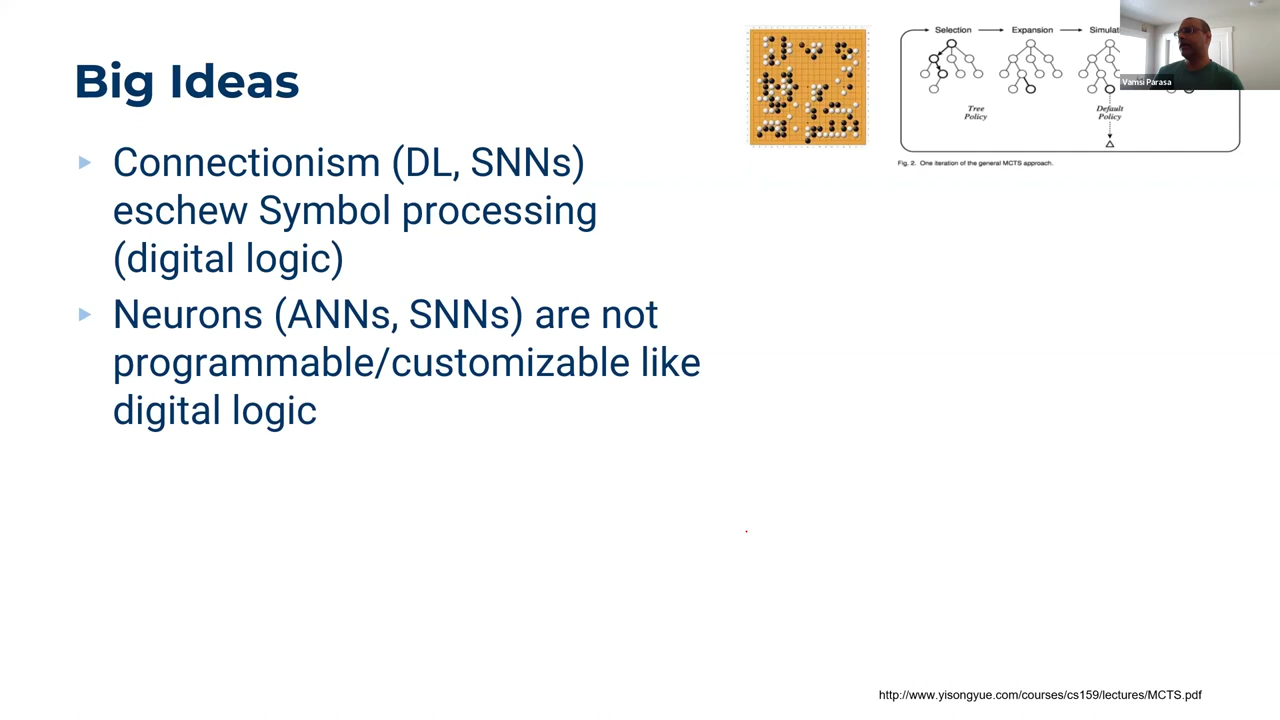 Big Ideas
Connectionism (DL, SNNs)
eschew Symbol processing
(digital logic)
Neurons (ANNs, SNNs) are not
programmable/customizable like
digital logic
Selection
Expansion
Simulat
Tree
Policy
Default
Policy
Fig. 2. One iteration of the general MCTS approach.
Vamsi Parasa
http://www.yisongyue.com/courses/cs159/lectures/MCTS.pdf